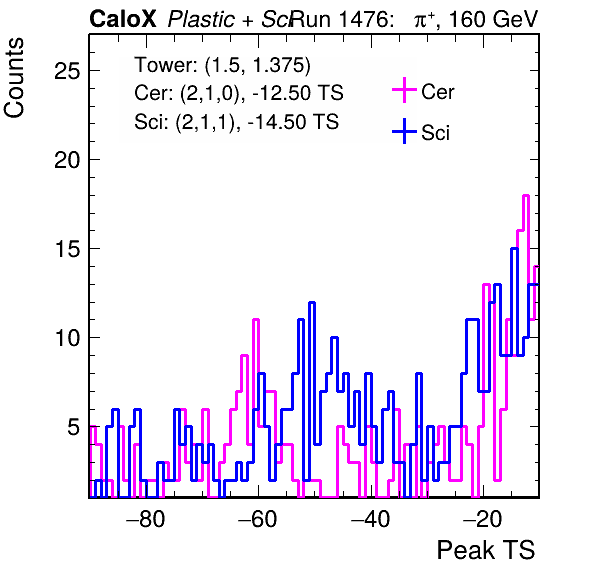 CaloX Plastic + Sci Run 1476: π+, 160 GeV
Counts
Tower: (1.5, 1.375)
Cer: (2,1,0), -12.50 TS
Sci: (2,1,1), -14.50 TS
Cer
Sci
25
20
15
10
5
−80 −60 −40 −20
Peak TS